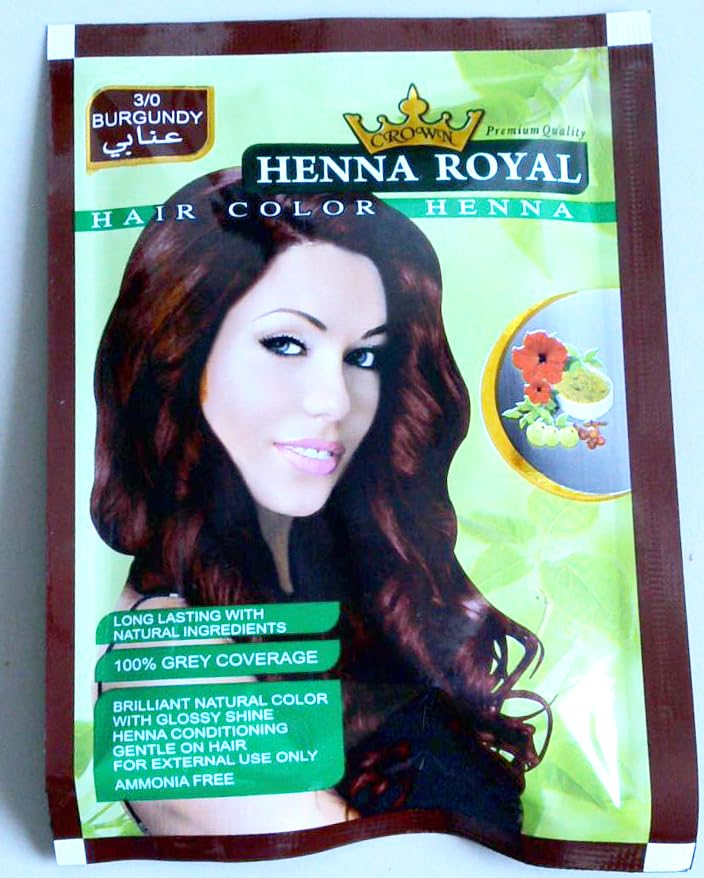 3/0
BURGUNDY
عنابي
CROWN
Premium Quality
HENNA ROYAL
HAIR COLOR HENNA
LONG LASTING WITH
NATURAL INGREDIENTS
100% GREY COVERAGE
BRILLIANT NATURAL COLOR
WITH GLOSSY SHINE
HENNA CONDITIONING
GENTLE ON HAIR
FOR EXTERNAL USE ONLY
AMMONIA FREE